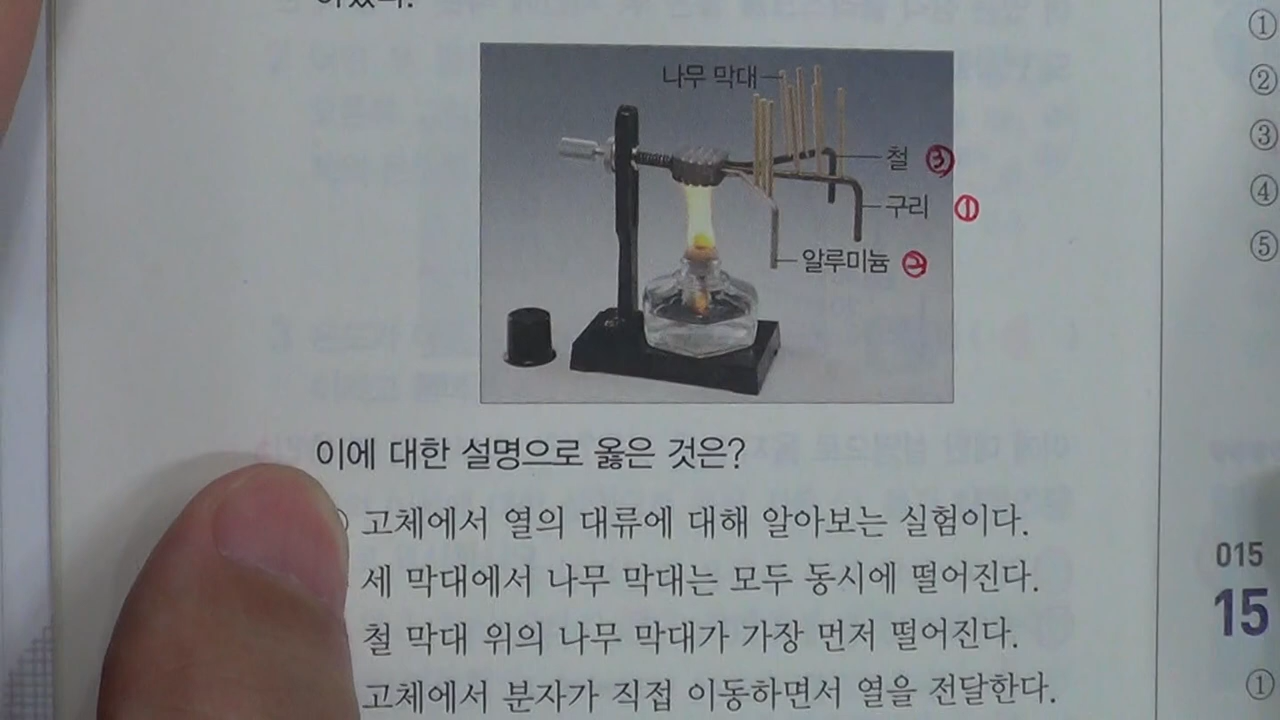 나무 막대
철 ③
구리 ①
알루미늄 ②
이에 대한 설명으로 옳은 것은?
고체에서 열의 대류에 대해 알아보는 실험이다.
세 막대에서 나무 막대는 모두 동시에 떨어진다.
철 막대 위의 나무 막대가 가장 먼저 떨어진다.
고체에서 분자가 직접 이동하면서 열을 전달한다.
①
②
③
④
⑤
015
15
①